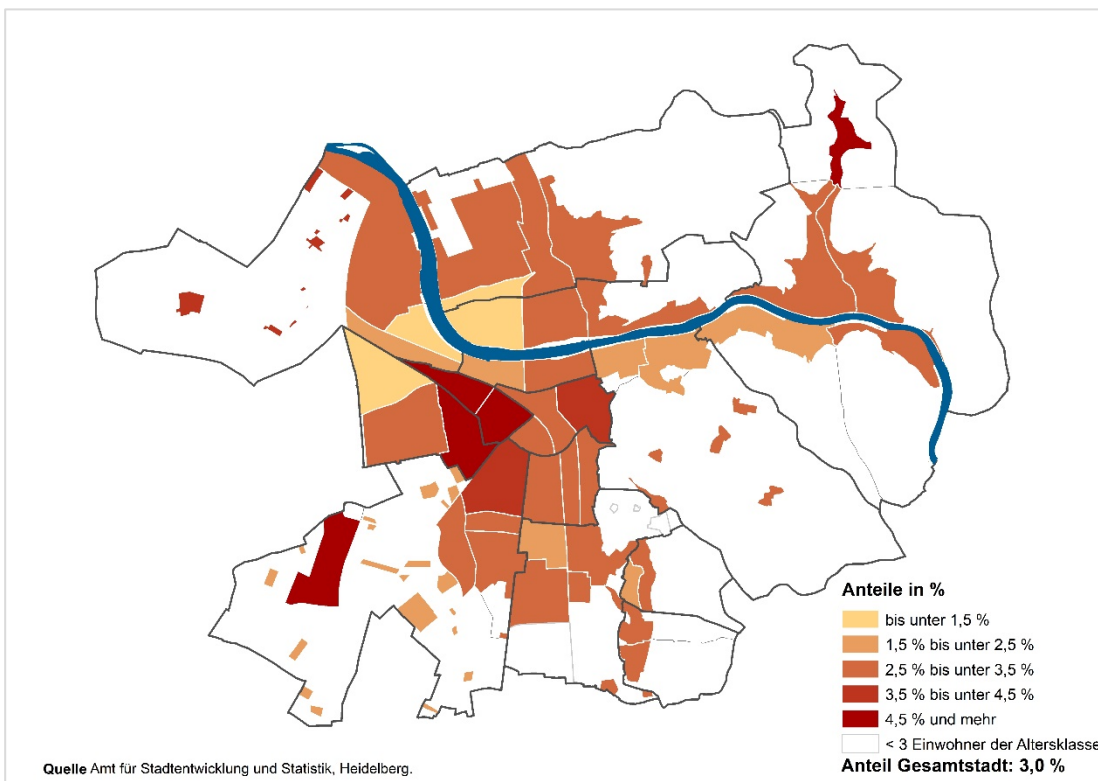 Anteile in %
bis unter 1,5 %
1,5 % bis unter 2,5 %
2,5 % bis unter 3,5 %
3,5 % bis unter 4,5 %
4,5 % und mehr
< 3 Einwohner der Altersklasse
Anteil Gesamtstadt: 3,0 %
Quelle Amt für Stadtentwicklung und Statistik, Heidelberg.